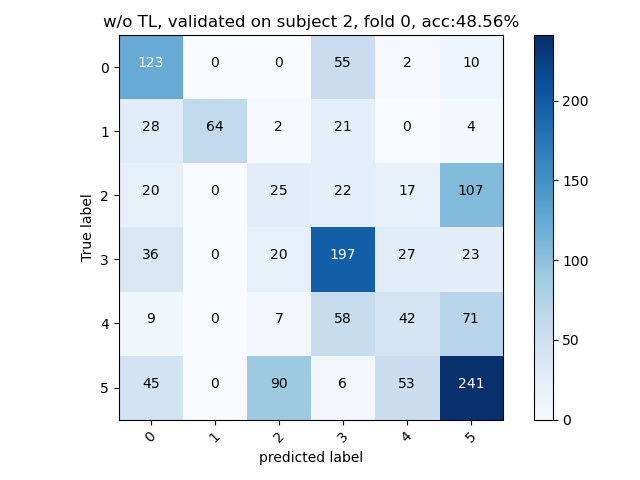 w/o TL, validated on subject 2, fold 0, acc:48.56%
0 123 0 0 55 2 10
1 28 64 2 21 0 4
2 20 0 25 22 17 107
3 36 0 20 197 27 23
4 9 0 7 58 42 71
5 45 0 90 6 53 241
0 1 2 3 4 5
predicted label
True label
200
150
100
50
0